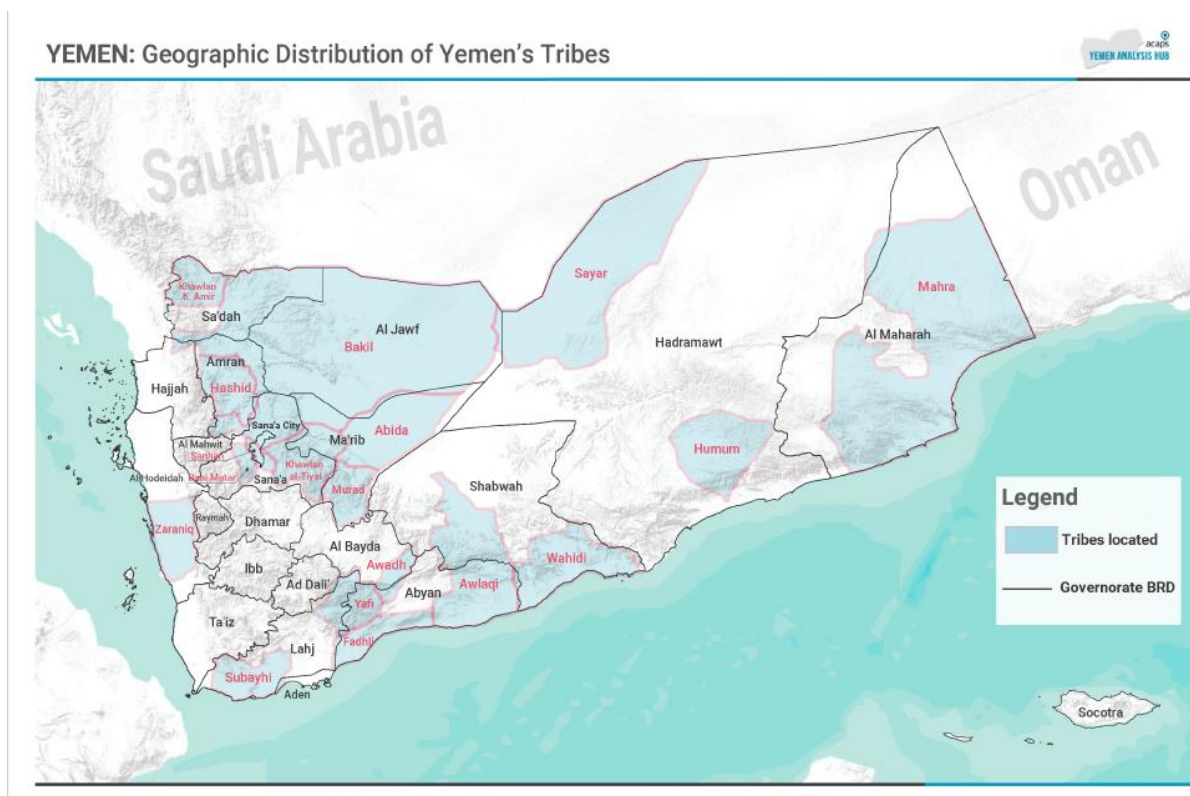 YEMEN: Geographic Distribution of Yemen's Tribes
acaps
YEMEN ANALYSIS HUB
Saudi Arabia
Oman
Sayar
Khawlan
b. Amir
Sa'dah
Mahra
Al Jawf
Bakil
Al Maharah
Hadramawt
Amran
Hashid
Hajjah
Sana'a City
Abida
Ma'rib
Al Mahwit
Sanhan
Humum
Khawlan
al-Tiyal
Al Hodeidah
Bani Matar
Sana'a
Murad
Shabwah
Legend
Zaraniq
Raymah
Dhamar
Tribes located
Al Bayda
Wahidi
Ibb
Awadh
Ad Dali'
Awlaqi
Abyan
Governorate BRD
Yafi
Ta'iz
Fadhli
Lahj
Subayhi
Aden
Socotra